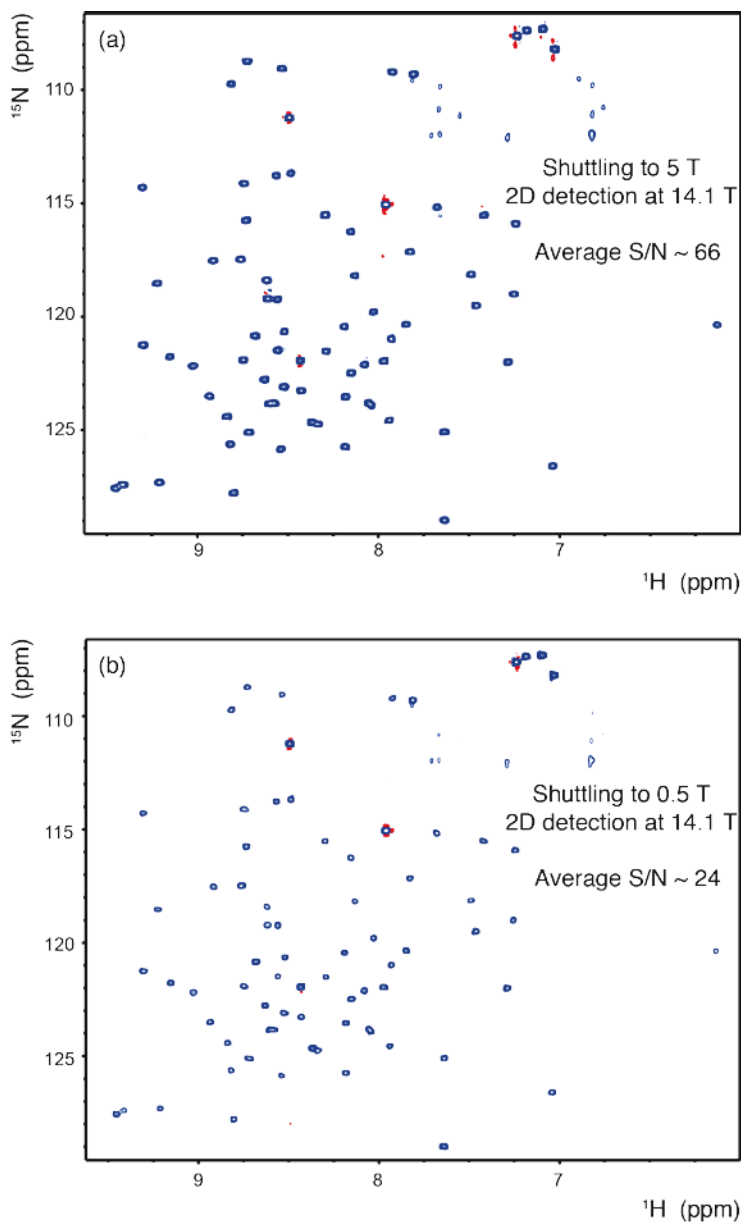 (a)
¹⁵N (ppm)
110
115
120
125
Shuttling to 5 T
2D detection at 14.1 T
Average S/N ~ 66
9
8
7
¹H (ppm)
(b)
¹⁵N (ppm)
110
115
120
125
Shuttling to 0.5 T
2D detection at 14.1 T
Average S/N ~ 24
9
8
7
¹H (ppm)